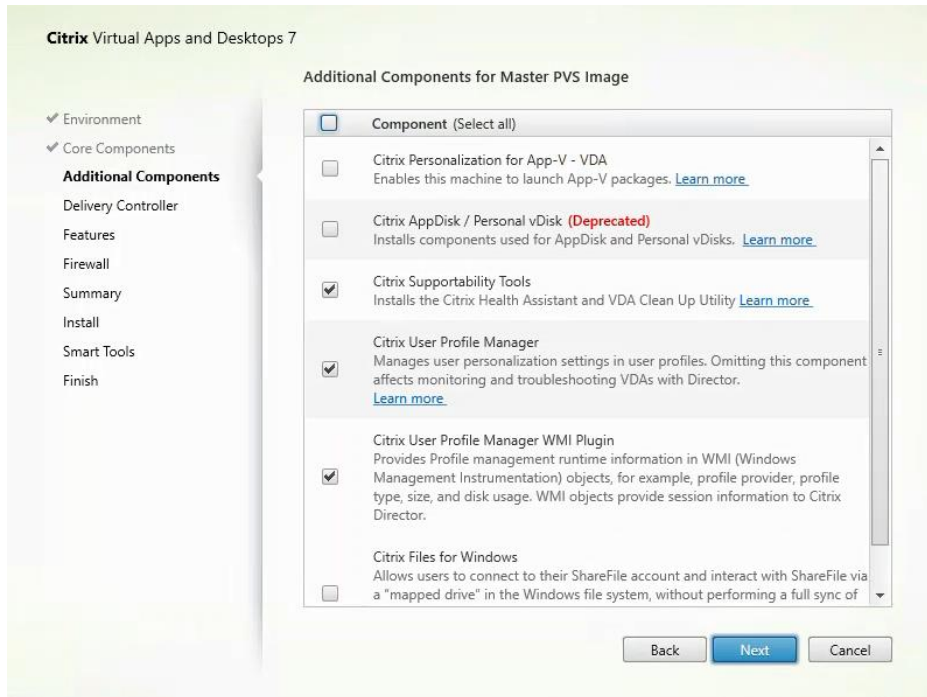 Citrix Virtual Apps and Desktops 7
Additional Components for Master PVS Image
Environment
Core Components
Additional Components
Delivery Controller
Features
Firewall
Summary
Install
Smart Tools
Finish
Component (Select all)
Citrix Personalization for App-V - VDA
Enables this machine to launch App-V packages. Learn more
Citrix AppDisk / Personal vDisk (Deprecated)
Installs components used for AppDisk and Personal vDisks. Learn more
Citrix Supportability Tools
Installs the Citrix Health Assistant and VDA Clean Up Utility Learn more
Citrix User Profile Manager
Manages user personalization settings in user profiles. Omitting this component
affects monitoring and troubleshooting VDAs with Director.
Learn more
Citrix User Profile Manager WMI Plugin
Provides Profile management runtime information in WMI (Windows
Management Instrumentation) objects, for example, profile provider, profile
type, size, and disk usage. WMI objects provide session information to Citrix
Director.
Citrix Files for Windows
Allows users to connect to their ShareFile account and interact with ShareFile via
a "mapped drive" in the Windows file system, without performing a full sync of
Back
Next
Cancel